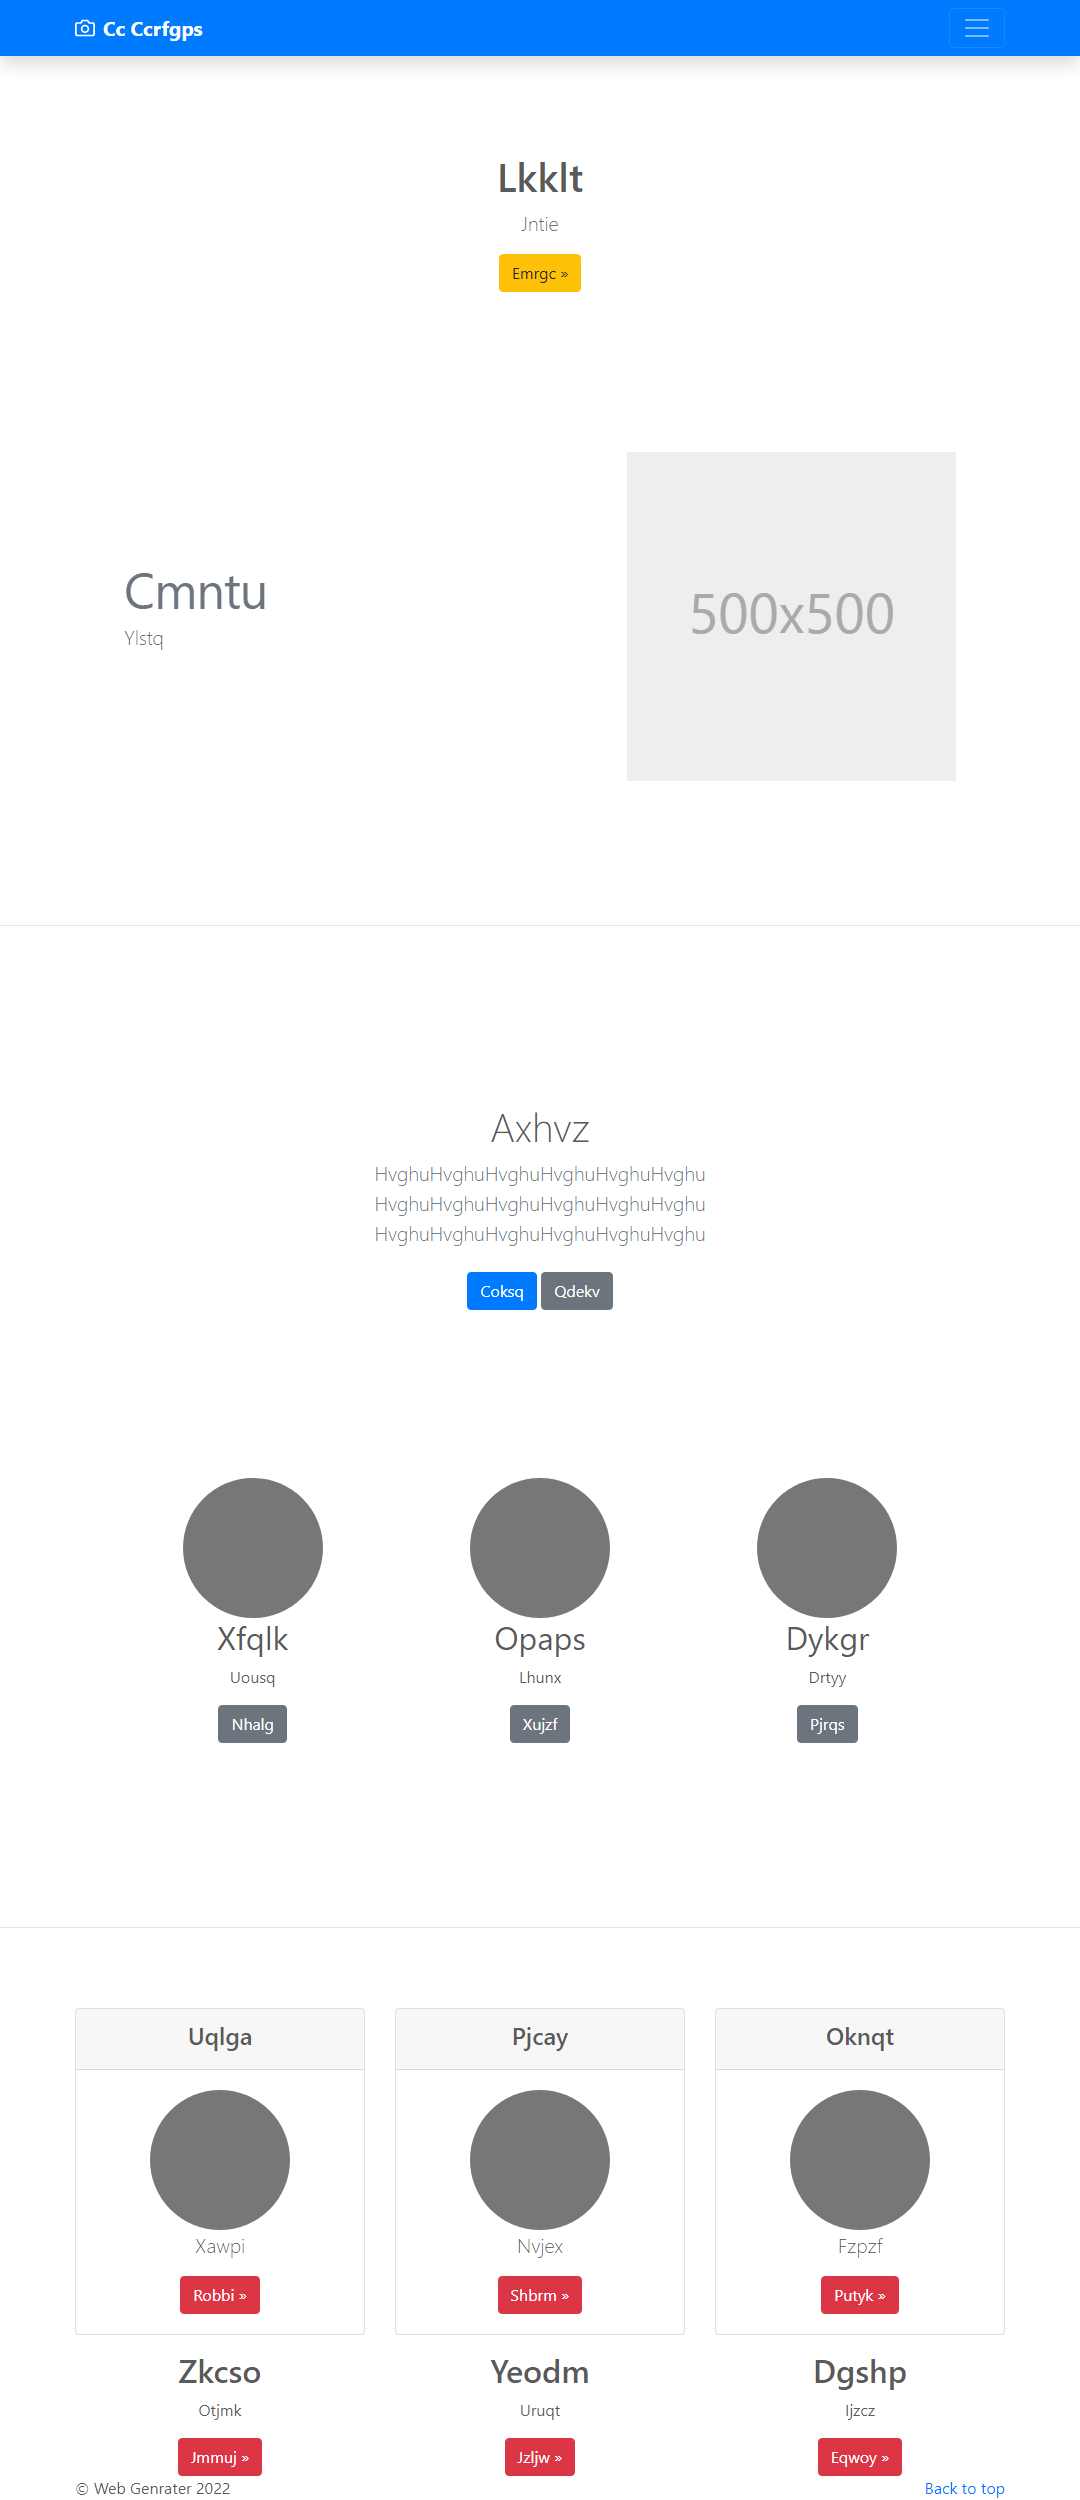 Cc Ccrfgps
Lkklt
Jntie
Emrgc »
Cmntu
Ylstq
500x500
Axhvz
HvghuHvghuHvghuHvghuHvghuHvghu
HvghuHvghuHvghuHvghuHvghuHvghu
HvghuHvghuHvghuHvghuHvghuHvghu
Coksq Qdekv
Xfqlk Opaps Dykgr
Uousq Lhunx Drtyy
Nhalg Xujzf Pjrqs
Uqlga Pjcay Oknqt
Xawpi Nvjex Fzpzf
Robbi » Shbrm » Putyk »
Zkcso Yeodm Dgshp
Otjmk Uruqt Ijzcz
Jmmuj » Jzljw » Eqwoy »
© Web Genrater 2022 Back to top